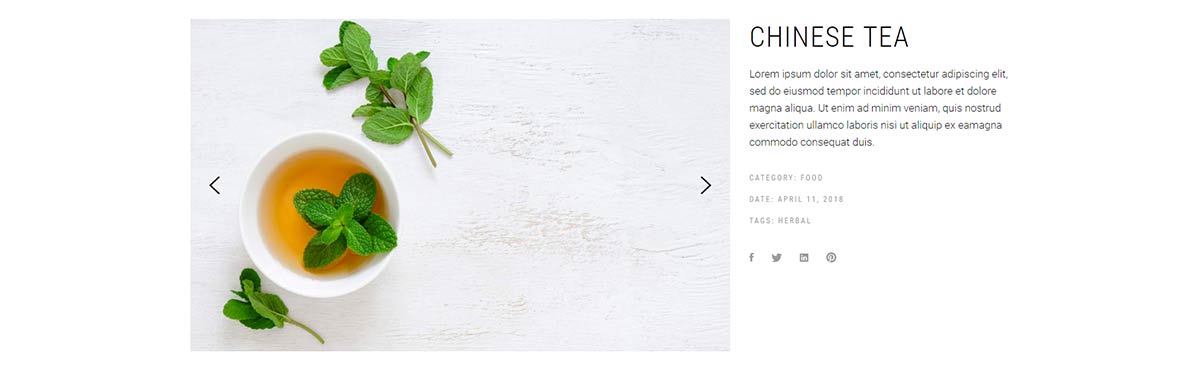 CHINESE TEA
Lorem ipsum dolor sit amet, consectetur adipiscing elit,
sed do eiusmod tempor incididunt ut labore et dolore
magna aliqua. Ut enim ad minim veniam, quis nostrud
exercitation ullamco laboris nisi ut aliquip ex eamagna
commodo consequat duis.
CATEGORY: FOOD
DATE: APRIL 11, 2018
TAGS: HERBAL